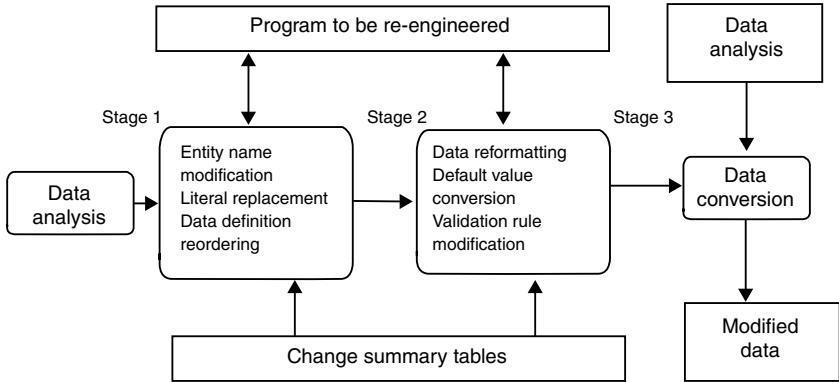 Program to be re-engineered
Data
analysis
Stage 1
Stage 2
Stage 3
Data
analysis
Entity name
modification
Literal replacement
Data definition
reordering
Data reformatting
Default value
conversion
Validation rule
modification
Data
conversion
Change summary tables
Modified
data